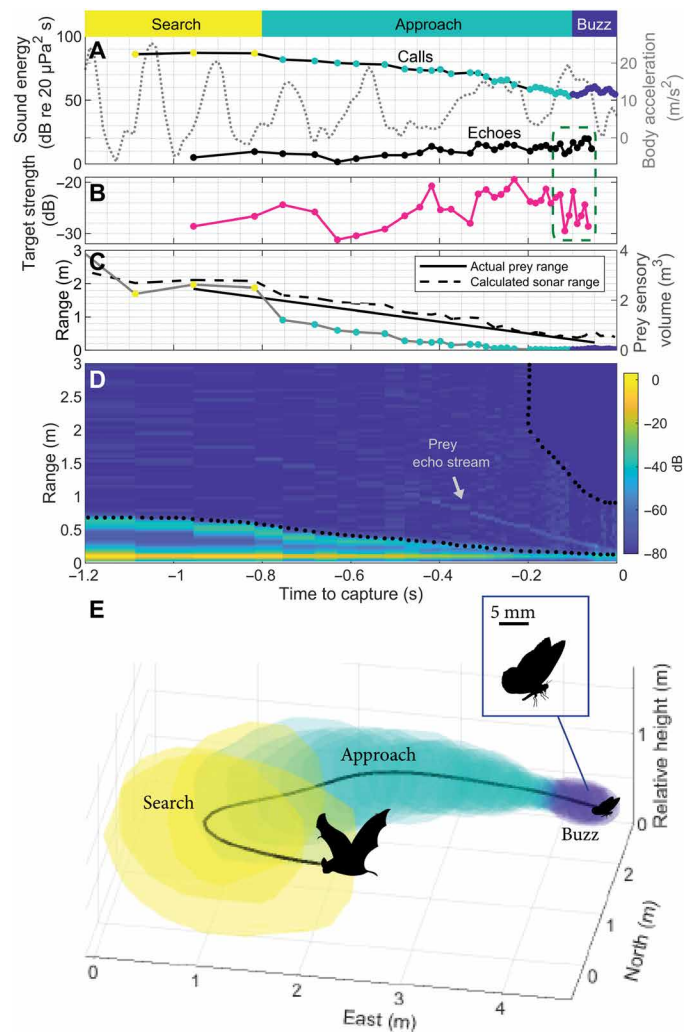 Search Approach Buzz
A
Sound energy
(dB re 20 µPa² s)
100
50
0
Calls
Echoes
20
10
0
Body acceleration
(m/s²)
B
Target strength
(dB)
−20
−30
C
Range (m)
3
2
1
0
Actual prey range
Calculated sonar range
4
2
0
Prey sensory
volume (m³)
D
Range (m)
3
2.5
2
1.5
1
0.5
0
Prey
echo stream
0
−20
−40
−60
−80
dB
−1.2 −1 −0.8 −0.6 −0.4 −0.2 0
Time to capture (s)
E
5 mm
Search
Approach
Buzz
1
0
Relative height (m)
2
1
0
North (m)
0 1 2 3 4
East (m)